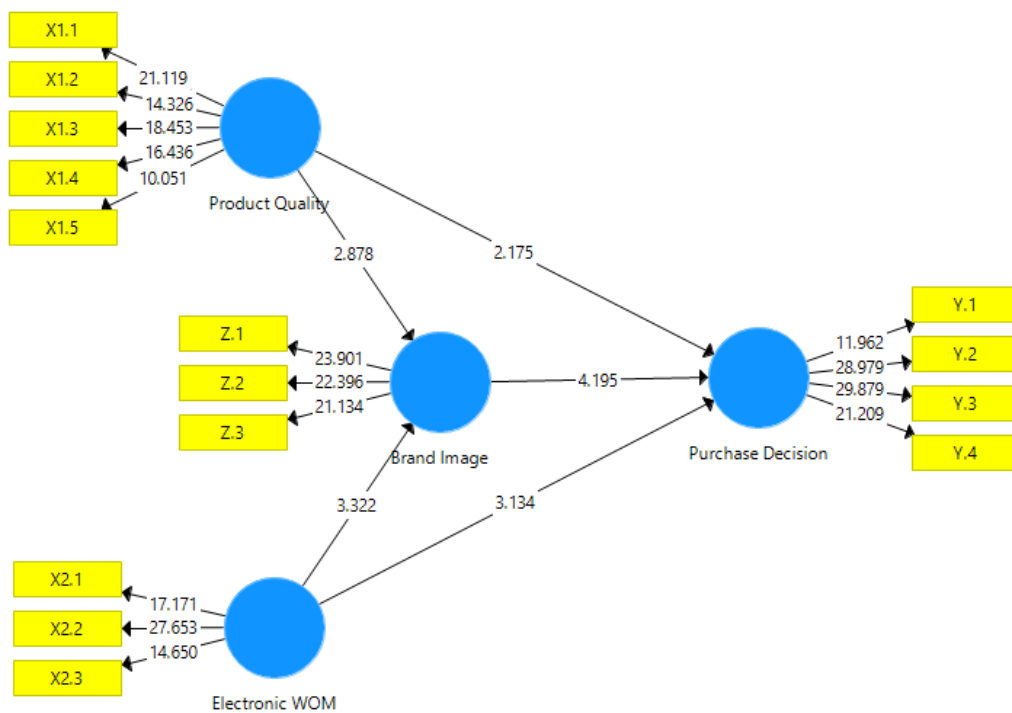 X1.1
X1.2
X1.3
X1.4
X1.5
21.119
14.326
18.453
16.436
10.051
Product Quality
2.878
2.175
Z.1
Z.2
Z.3
23.901
22.396
21.134
Brand Image
4.195
Purchase Decision
11.962
28.979
29.879
21.209
Y.1
Y.2
Y.3
Y.4
3.322
3.134
X2.1
X2.2
X2.3
17.171
27.653
14.650
Electronic WOM